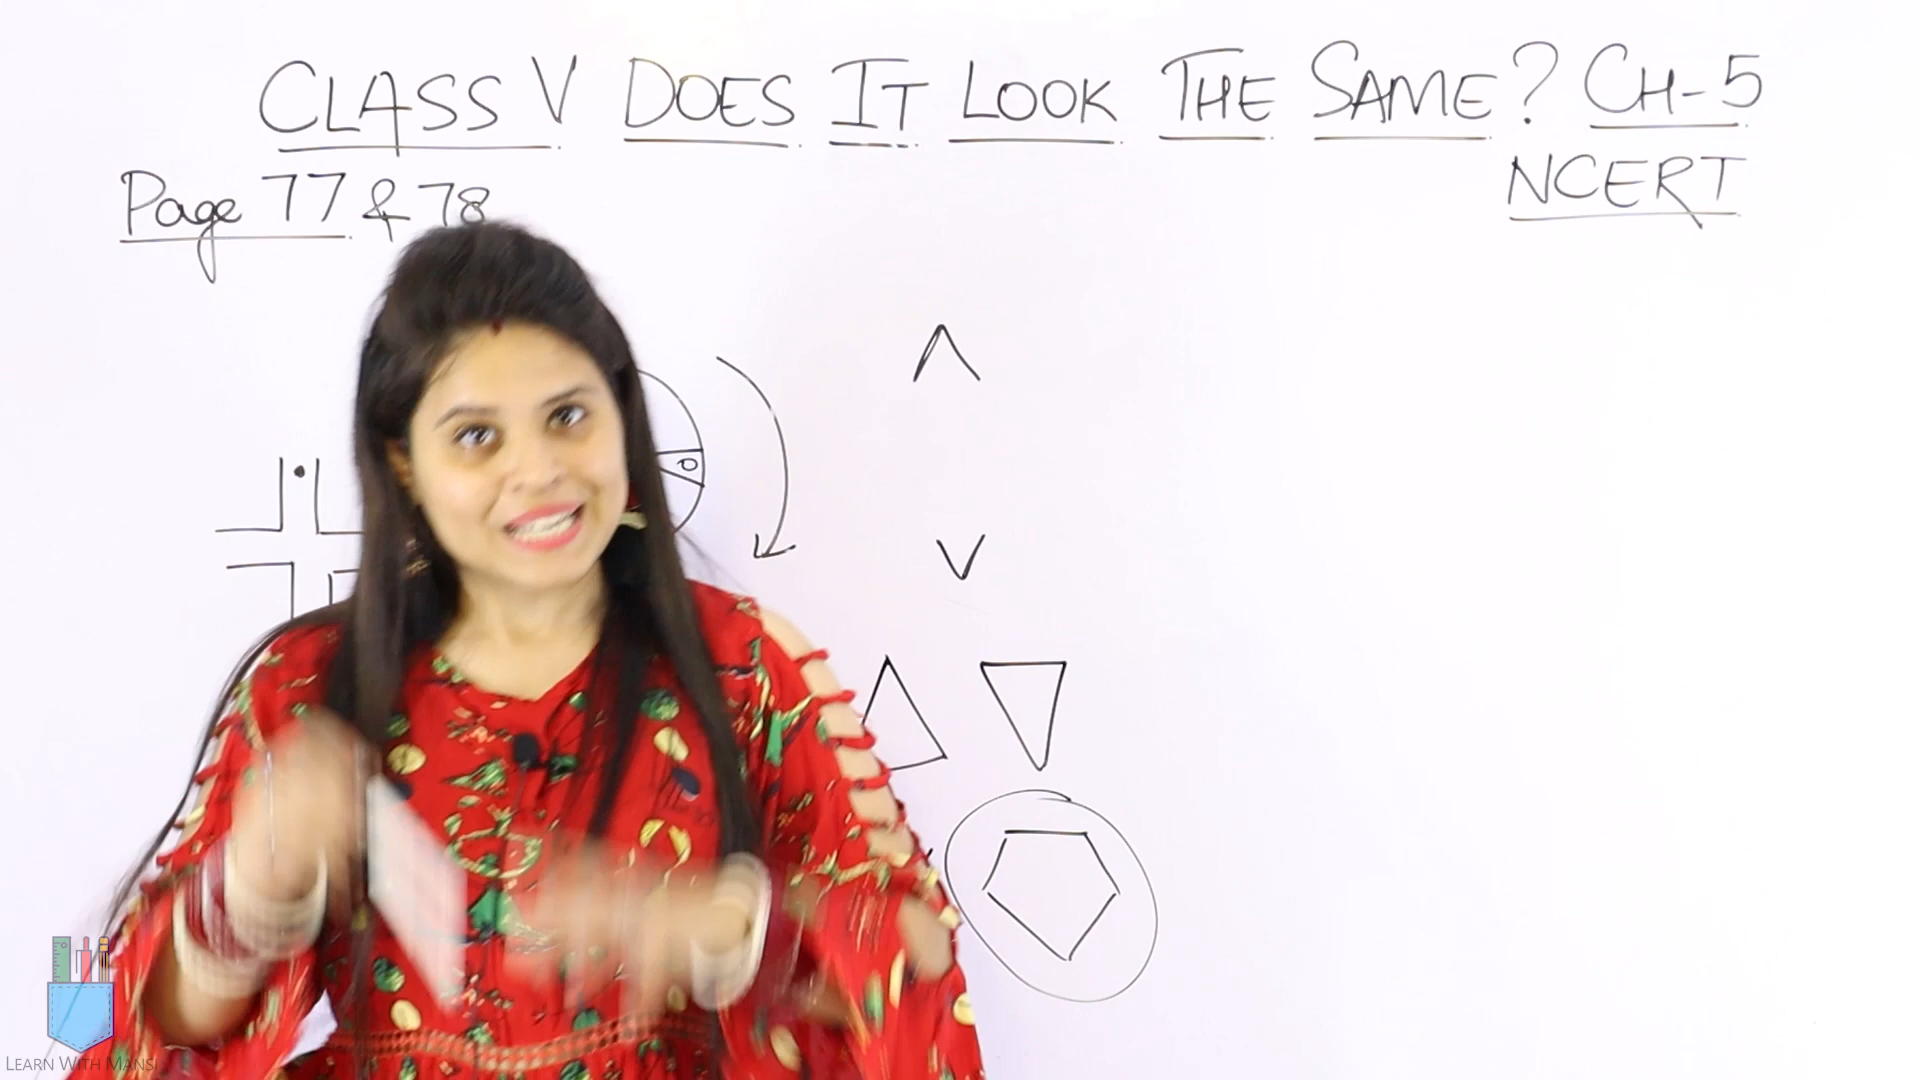 CLASS V DOES IT LOOK THE SAME? CH-5
NCERT
Page 77 & 78
LEARN WITH MANSI